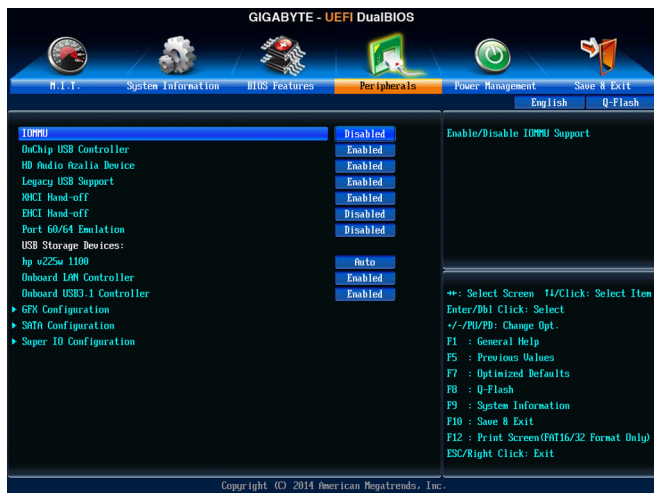 GIGABYTE - UEFI DualBIOS
M.I.T.
System Information
BIOS Features
Peripherals
Power Management
Save & Exit
English
Q-Flash
IOMMU Disabled
OnChip USB Controller Enabled
HD Audio Azalia Device Enabled
Legacy USB Support Enabled
XHCI Hand-off Enabled
EHCI Hand-off Disabled
Port 60/64 Emulation Disabled
USB Storage Devices:
hp v225w 1100 Auto
Onboard LAN Controller Enabled
Onboard USB3.1 Controller Enabled
GFX Configuration
SATA Configuration
Super IO Configuration
Enable/Disable IOMMU Support
→←: Select Screen ↑↓/Click: Select Item
Enter/Dbl Click: Select
+/-/PU/PD: Change Opt.
F1 : General Help
F5 : Previous Values
F7 : Optimized Defaults
F8 : Q-Flash
F9 : System Information
F10 : Save & Exit
F12 : Print Screen(FAT16/32 Format Only)
ESC/Right Click: Exit
Copyright (C) 2014 American Megatrends, Inc.